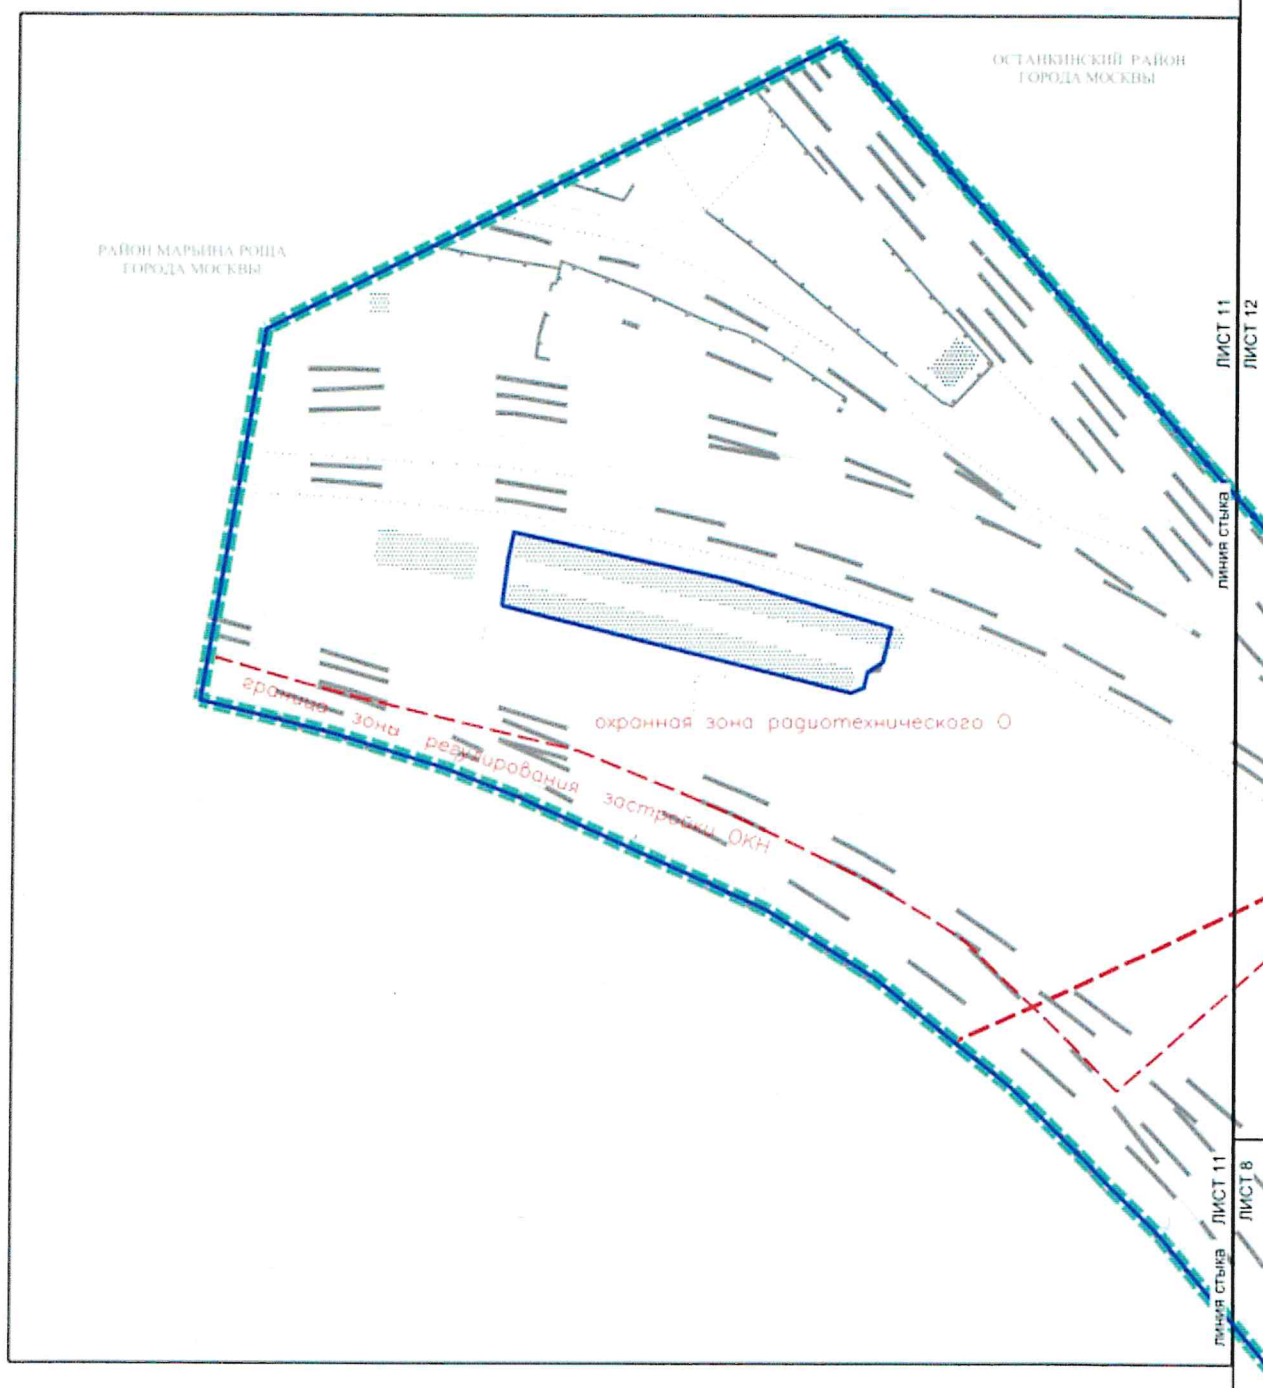 ОСТАНКИНСКИЙ РАЙОН
ГОРОДА МОСКВЫ
РАЙОН МАРЬИНА РОЩА
ГОРОДА МОСКВЫ
ЛИСТ 11
ЛИСТ 12
линия стыка
граница зоны регулирования застройки ОКН
охранная зона радиотехнического О
ЛИСТ 11
ЛИСТ 8
линия стыка